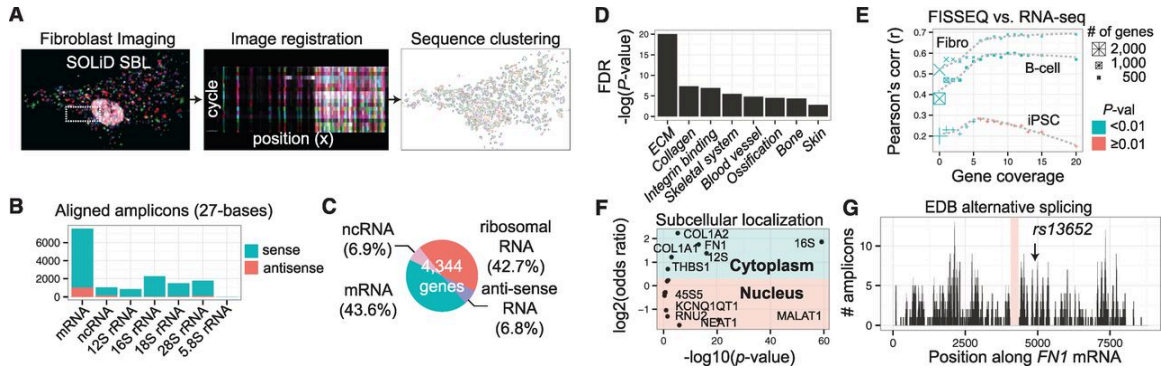 A
Fibroblast Imaging
SOLiD SBL
Image registration
cycle
position (x)
Sequence clustering
B
Aligned amplicons (27-bases)
6000
4000
2000
0
sense
antisense
mRNA
ncRNA
12S rRNA
16S rRNA
18S rRNA
28S rRNA
5.8S rRNA
C
ncRNA
(6.9%)
mRNA
(43.6%)
4,344
genes
ribosomal
RNA
(42.7%)
anti-sense
RNA
(6.8%)
D
FDR
-log(P-value)
20
15
10
5
0
ECM
Collagen
Integrin binding
Skeletal system
Blood vessel
Ossification
Bone
Skin
E
FISSEQ vs. RNA-seq
Pearson's corr (r)
0.7
0.6
0.5
0.4
0.3
0.2
Fibro
B-cell
iPSC
0
5
10
15
20
Gene coverage
# of genes
2,000
1,000
500
P-val
<0.01
≥0.01
F
Subcellular localization
log2(odds ratio)
2
1
0
-1
COL1A2
COL1A1
FN1
16S
12S
THBS1
Cytoplasm
Nucleus
45S5
KCNQ1QT1
RNU2
NEAT1
MALAT1
0
20
40
60
-log10(p-value)
G
EDB alternative splicing
rs13652
# amplicons
10
5
0
0
2500
5000
7500
Position along FN1 mRNA